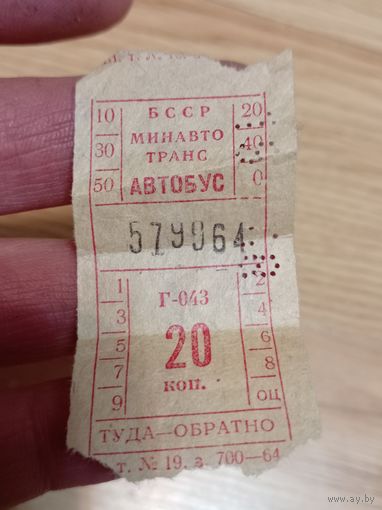 10 БССР 20
МИНАВТО
30 ТРАНС 40
50 АВТОБУС 0
579964
1 Г-043 2
3 4
5 20 6
7 коп. 8
9 ОЦ
ТУДА—ОБРАТНО
т. № 19. з. 700—64
ay.by